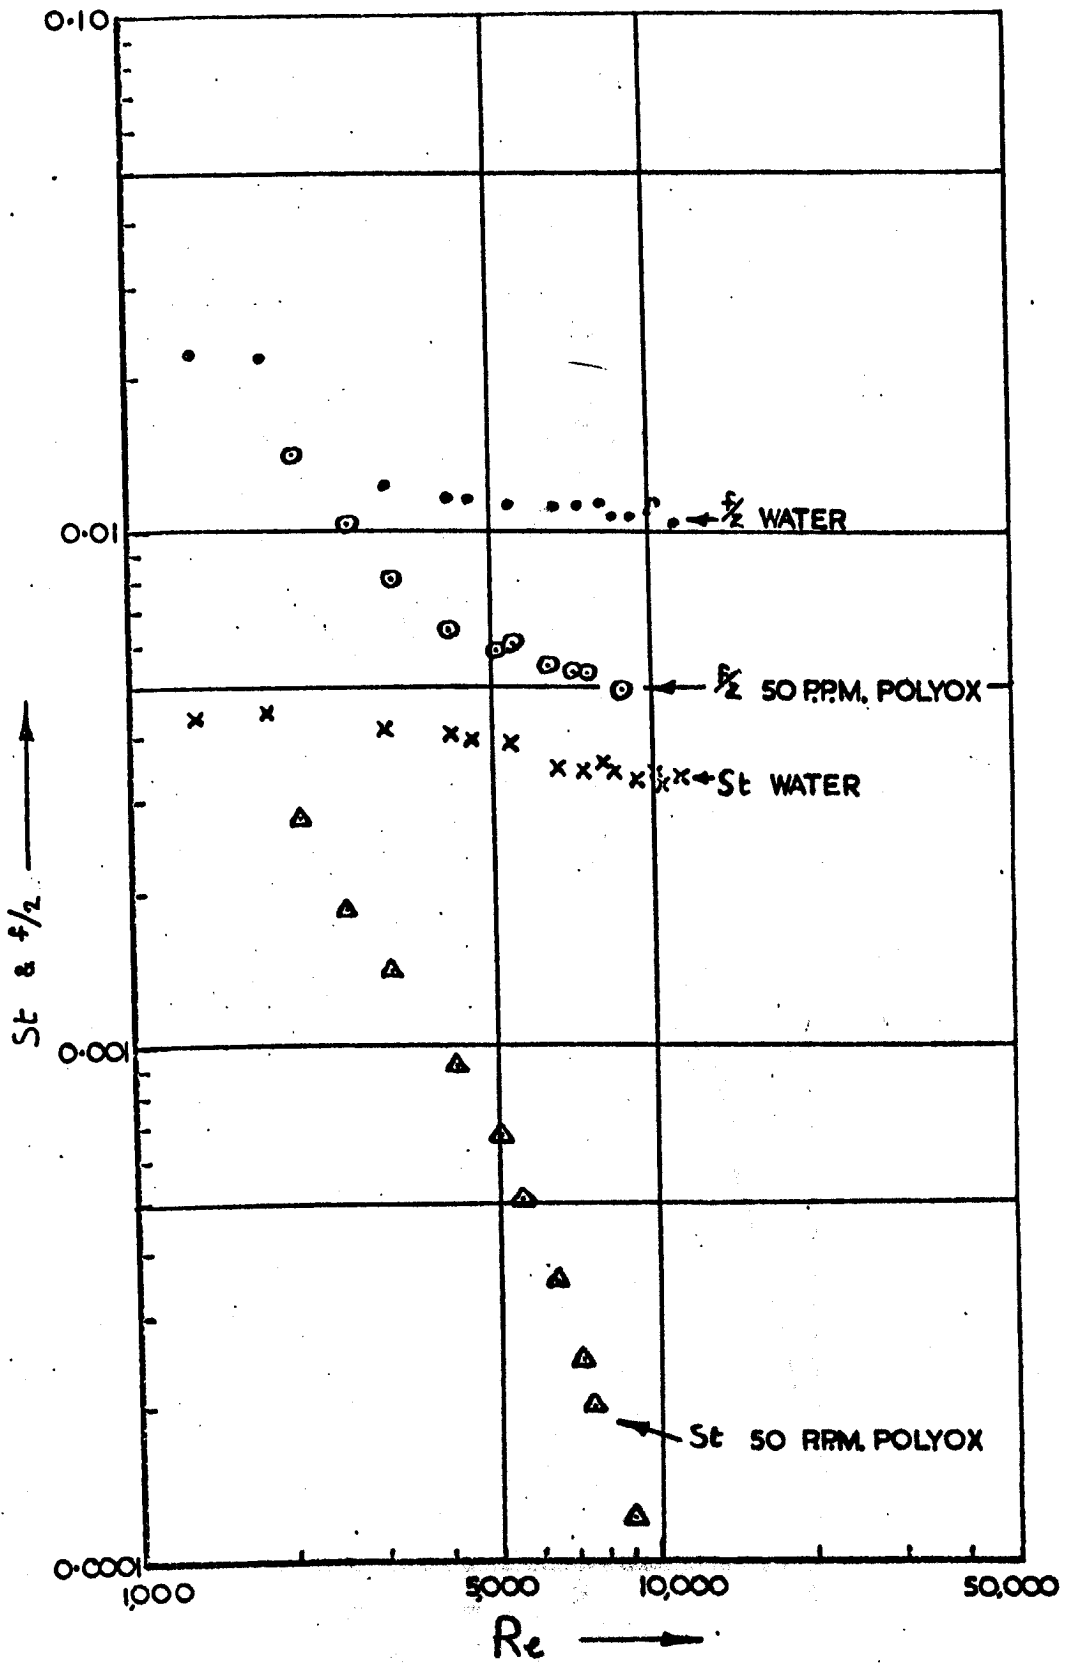 0.10
0.01
0.001
0.0001
St & f/2
f/2 WATER
f/2 50 P.P.M. POLYOX
St WATER
St 50 P.P.M. POLYOX
1,000
5,000
10,000
50,000
Re